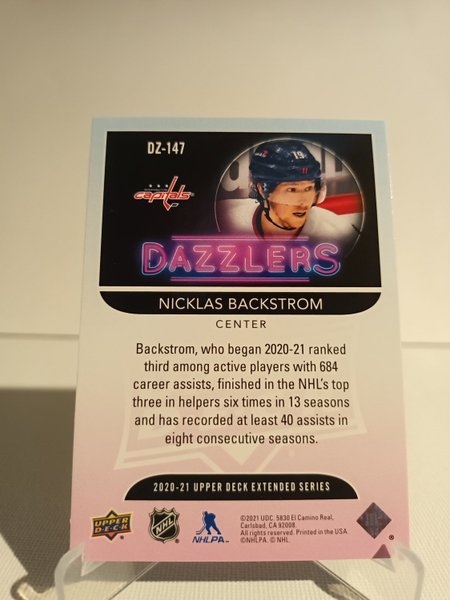 DZ-147
19
capitals
DAZZLERS
NICKLAS BACKSTROM
CENTER
Backstrom, who began 2020-21 ranked
third among active players with 684
career assists, finished in the NHL's top
three in helpers six times in 13 seasons
and has recorded at least 40 assists in
eight consecutive seasons.
2020-21 UPPER DECK EXTENDED SERIES
UPPER DECK
NHL
NHLPA
©2021 UDC. 5830 El Camino Real,
Carlsbad, CA 92008.
All rights reserved. Printed in the USA.
©NHLPA. © NHL.